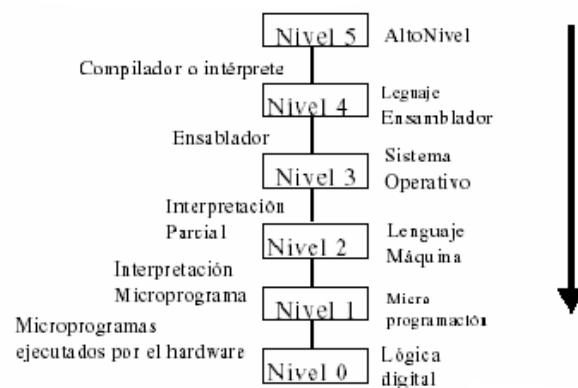 Nivel 5 AltoNivel
Compilador o intérprete
Nivel 4 Leguaje
Ensamblador
Ensablador
Nivel 3 Sistema
Operativo
Interpretación
Parcial
Nivel 2 Lenguaje
Máquina
Interpretación
Microprograma
Nivel 1 Micro
programación
Microprogramas
ejecutados por el hardware
Nivel 0 Lógica
digital